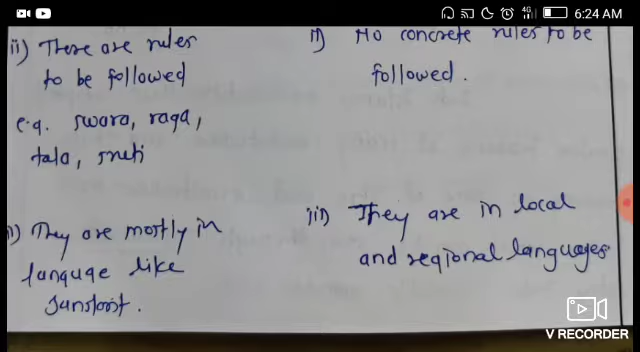 4G
6:24 AM
ii) There are rules
to be followed
e.g. swara, raga,
tala, sruti
They are mostly in
language like
Sanskrit.
ii) No concrete rules to be
followed.
iii) They are in local
and regional languages
V RECORDER